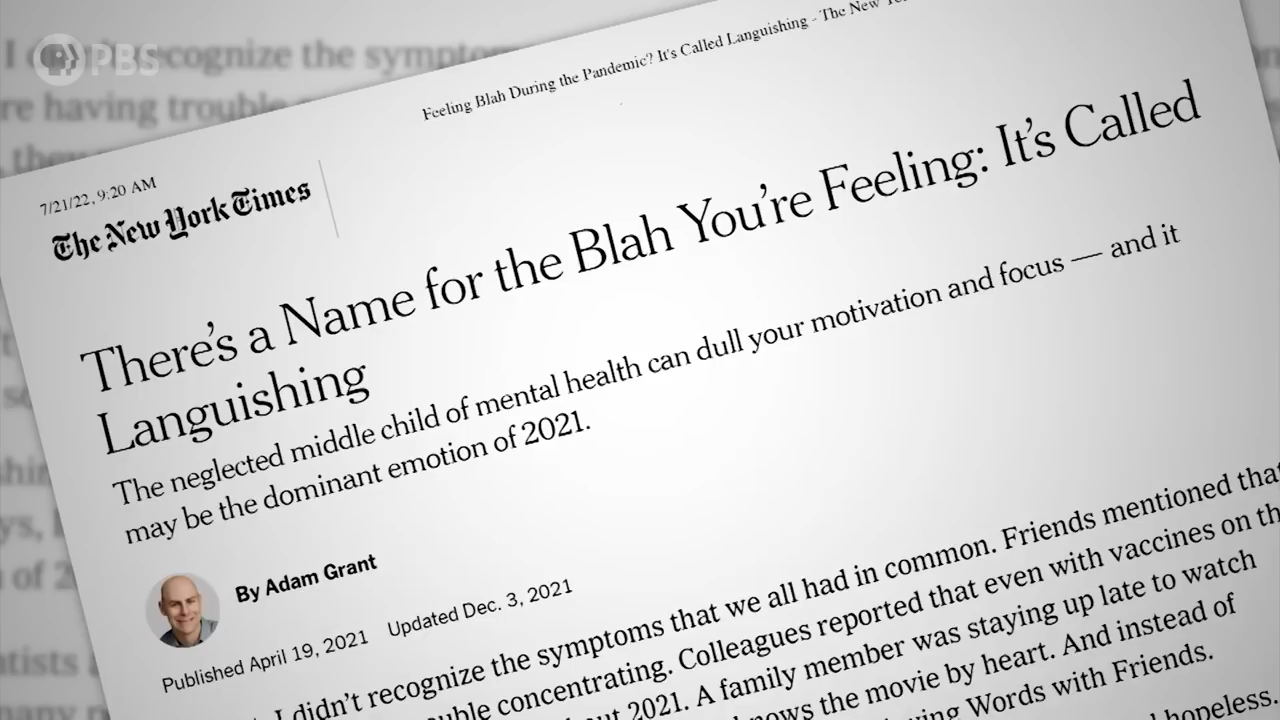 PBS
Feeling Blah During the Pandemic? It's Called Languishing - The New
7/21/22, 9:20 AM
The New York Times
There's a Name for the Blah You're Feeling: It's Called
Languishing
The neglected middle child of mental health can dull your motivation and focus — and it
may be the dominant emotion of 2021.
By Adam Grant
Published April 19, 2021 Updated Dec. 3, 2021
I didn't recognize the symptoms that we all had in common. Friends mentioned that
concentrating. Colleagues reported that even with vaccines on
2021. A family member was staying up late to watch
the movie by heart. And instead of
Words with Friends.
hopeless.